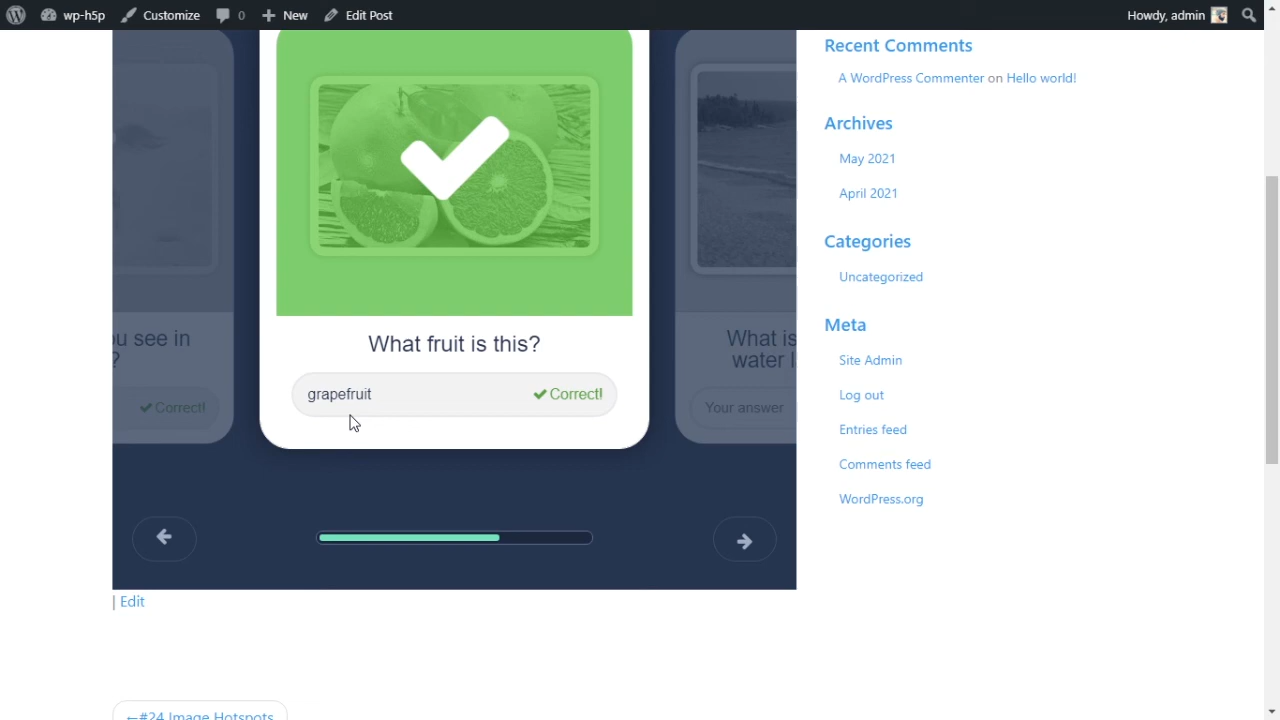 wp-h5p
Customize
0
New
Edit Post
Howdy, admin
ou see in
?
Correct!
What fruit is this?
grapefruit
Correct!
What is
water l
Your answer
| Edit
←#24 Image Hotspots
Recent Comments
A WordPress Commenter on Hello world!
Archives
May 2021
April 2021
Categories
Uncategorized
Meta
Site Admin
Log out
Entries feed
Comments feed
WordPress.org